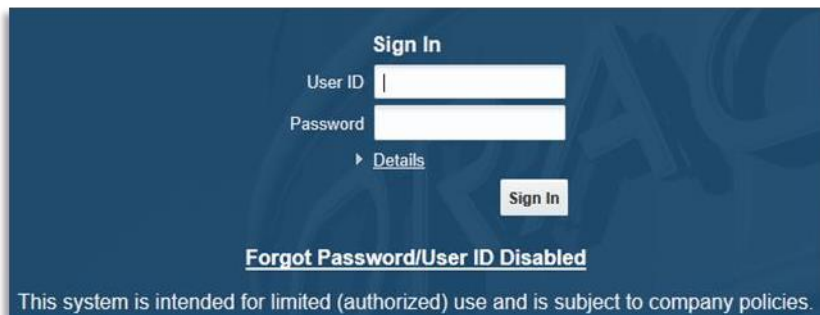 Sign In
User ID
Password
Details
Sign In
Forgot Password/User ID Disabled
This system is intended for limited (authorized) use and is subject to company policies.